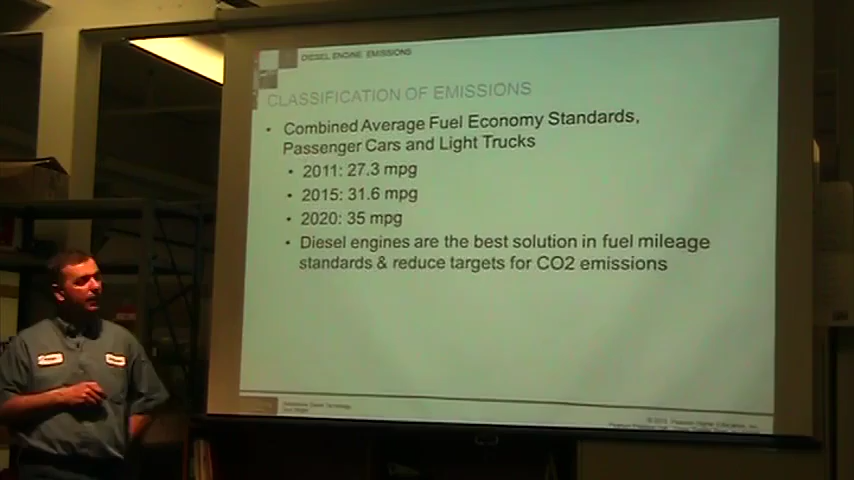 DIESEL ENGINE EMISSIONS
CLASSIFICATION OF EMISSIONS
• Combined Average Fuel Economy Standards,
Passenger Cars and Light Trucks
• 2011: 27.3 mpg
• 2015: 31.6 mpg
• 2020: 35 mpg
• Diesel engines are the best solution in fuel mileage
standards & reduce targets for CO2 emissions